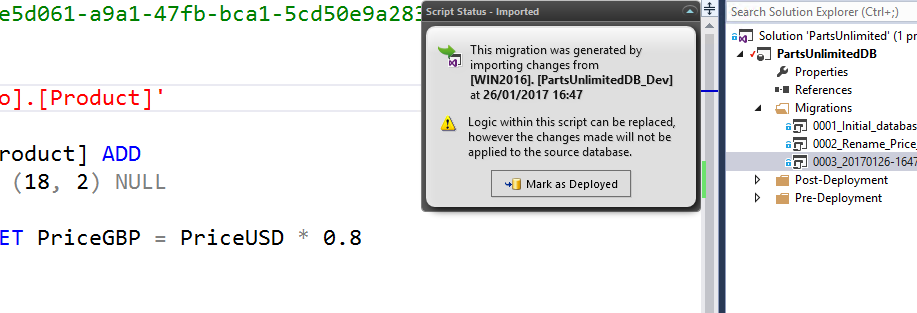 e5d061-a9a1-47fb-bca1-5cd50e9a283
o].[Product]'
roduct] ADD
(18, 2) NULL
ET PriceGBP = PriceUSD * 0.8
Script Status - Imported
This migration was generated by
importing changes from
[WIN2016]. [PartsUnlimitedDB_Dev]
at 26/01/2017 16:47
Logic within this script can be replaced,
however the changes made will not be
applied to the source database.
Mark as Deployed
Search Solution Explorer (Ctrl+;)
Solution 'PartsUnlimited' (1 pr
PartsUnlimitedDB
Properties
References
Migrations
0001_Initial_databas
0002_Rename_Price_
0003_20170126-1647
Post-Deployment
Pre-Deployment